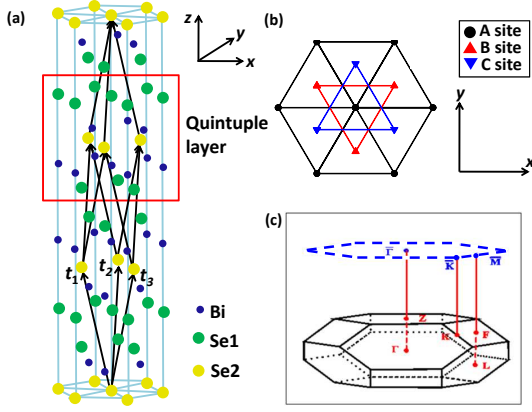 (a)
z
y
x
Quintuple
layer
t1
t2
t3
Bi
Se1
Se2
(b)
A site
B site
C site
y
x
(c)
Γ̅
K̅
M̅
Z
K
F
Γ
L